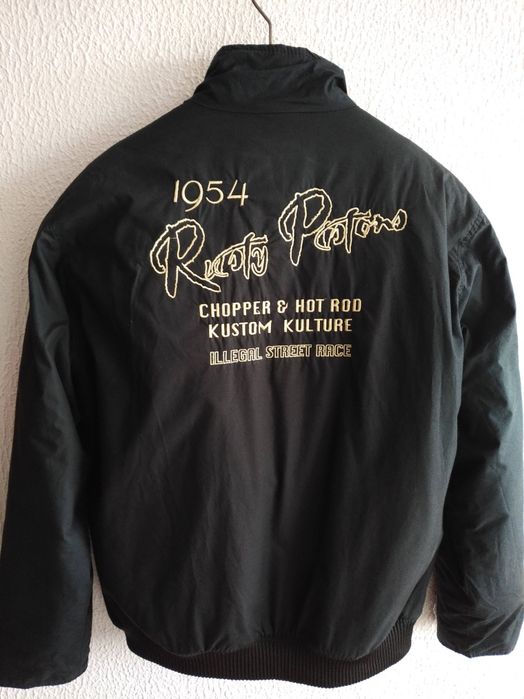 1954
Rusty Pistons
CHOPPER & HOT ROD
KUSTOM KULTURE
ILLEGAL STREET RACE